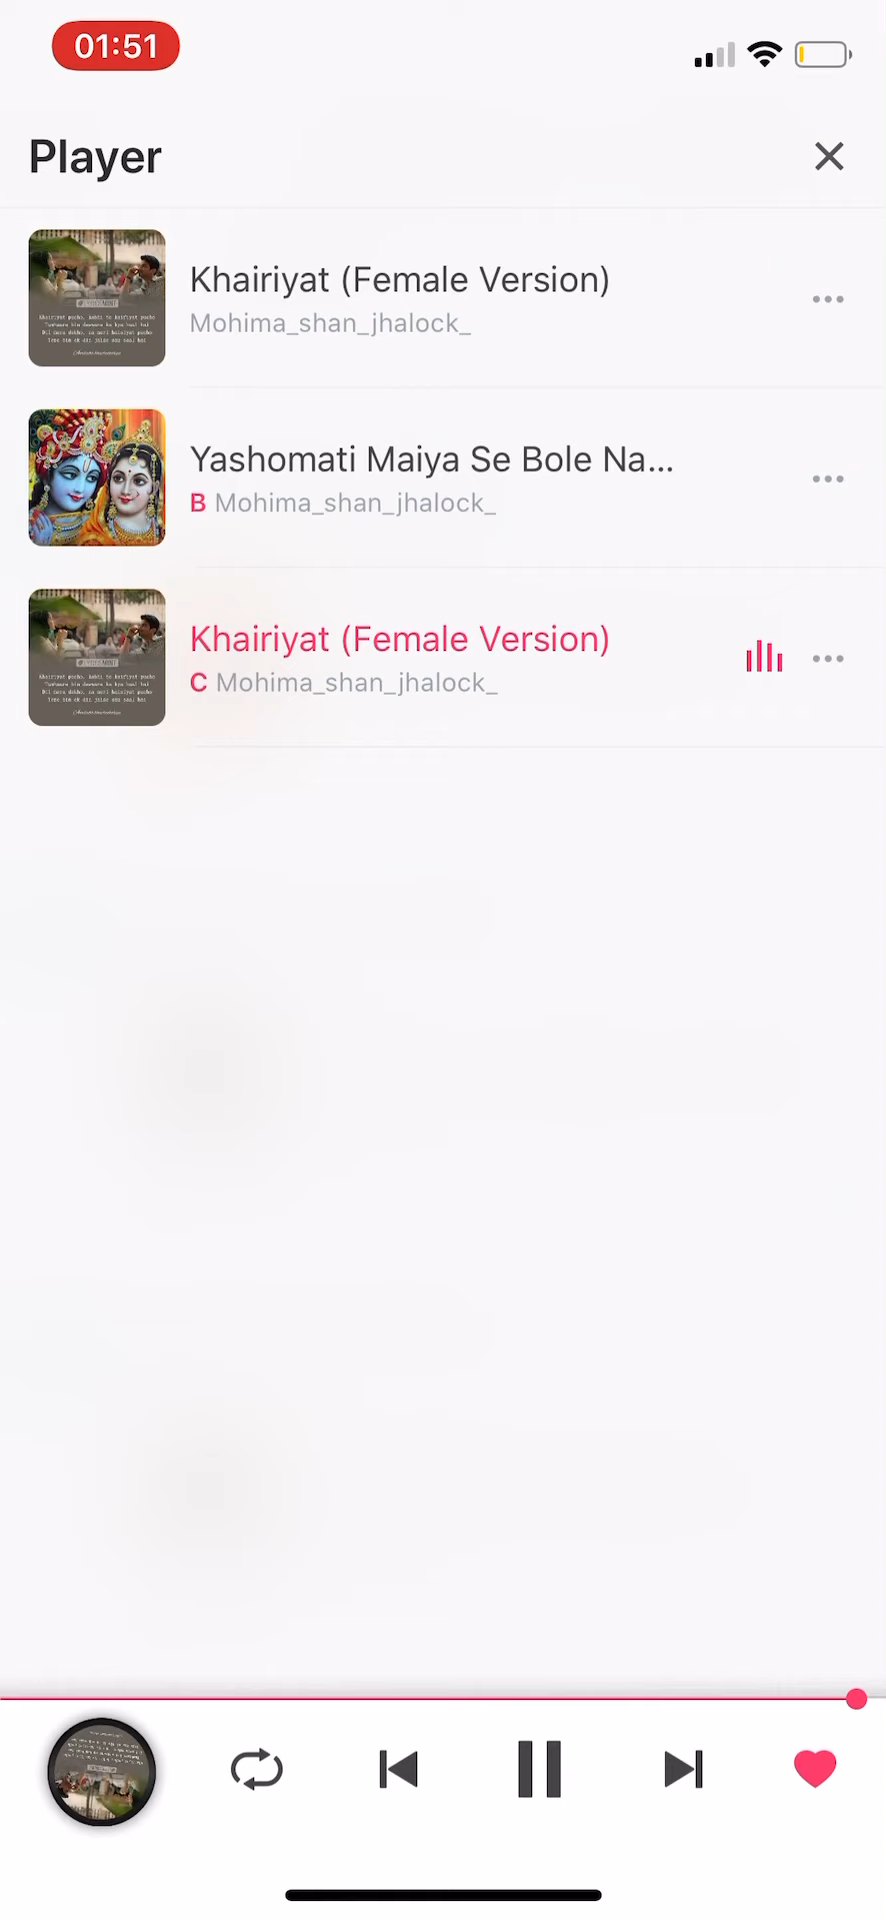 01:51
Player
Khairiyat (Female Version)
Mohima_shan_jhalock_
Yashomati Maiya Se Bole Na...
B Mohima_shan_jhalock_
Khairiyat (Female Version)
C Mohima_shan_jhalock_